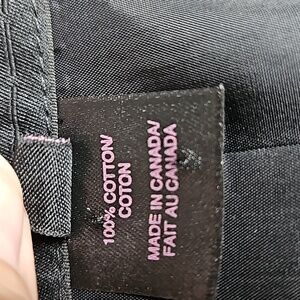 100% COTTON/
COTON
MADE IN CANADA/
FAIT AU CANADA